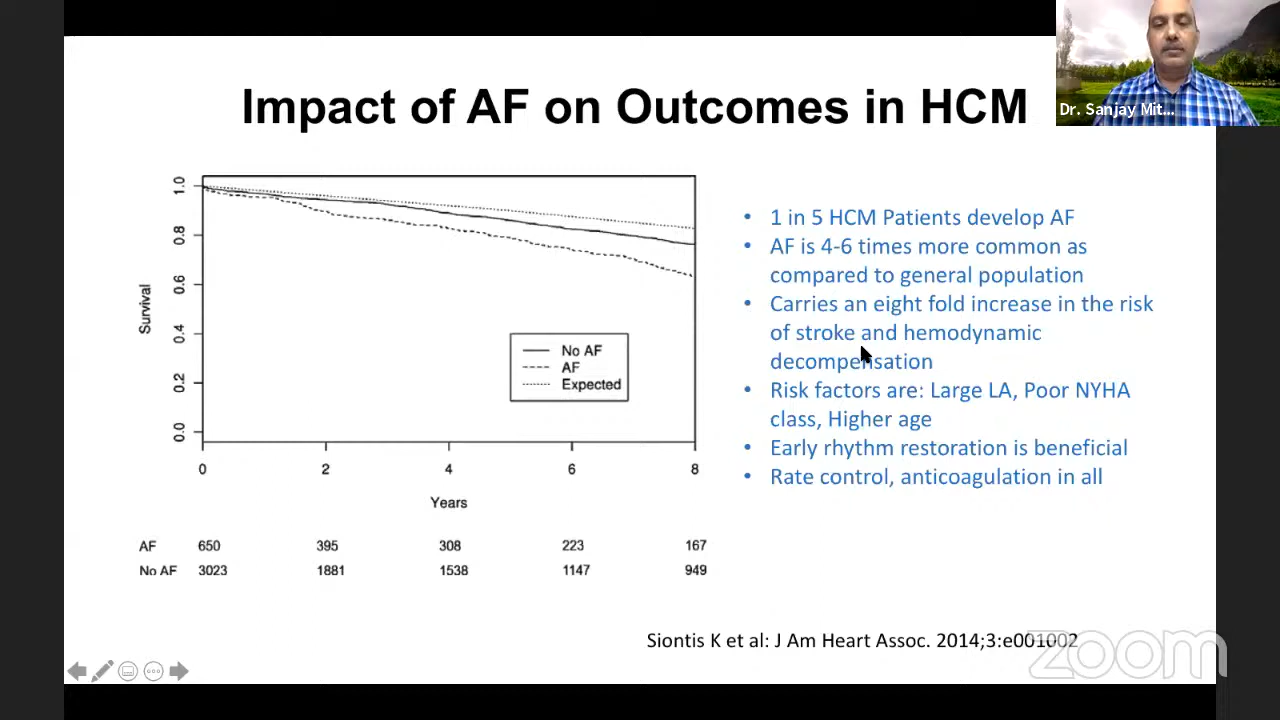 Impact of AF on Outcomes in HCM
Dr. Sanjay Mit...
1.0
0.8
0.6
0.4
0.2
0.0
Survival
No AF
AF
Expected
0 2 4 6 8
Years
AF 650 395 308 223 167
No AF 3023 1881 1538 1147 949
• 1 in 5 HCM Patients develop AF
• AF is 4-6 times more common as
compared to general population
• Carries an eight fold increase in the risk
of stroke and hemodynamic
decompensation
• Risk factors are: Large LA, Poor NYHA
class, Higher age
• Early rhythm restoration is beneficial
• Rate control, anticoagulation in all
Siontis K et al: J Am Heart Assoc. 2014;3:e001002
zoom